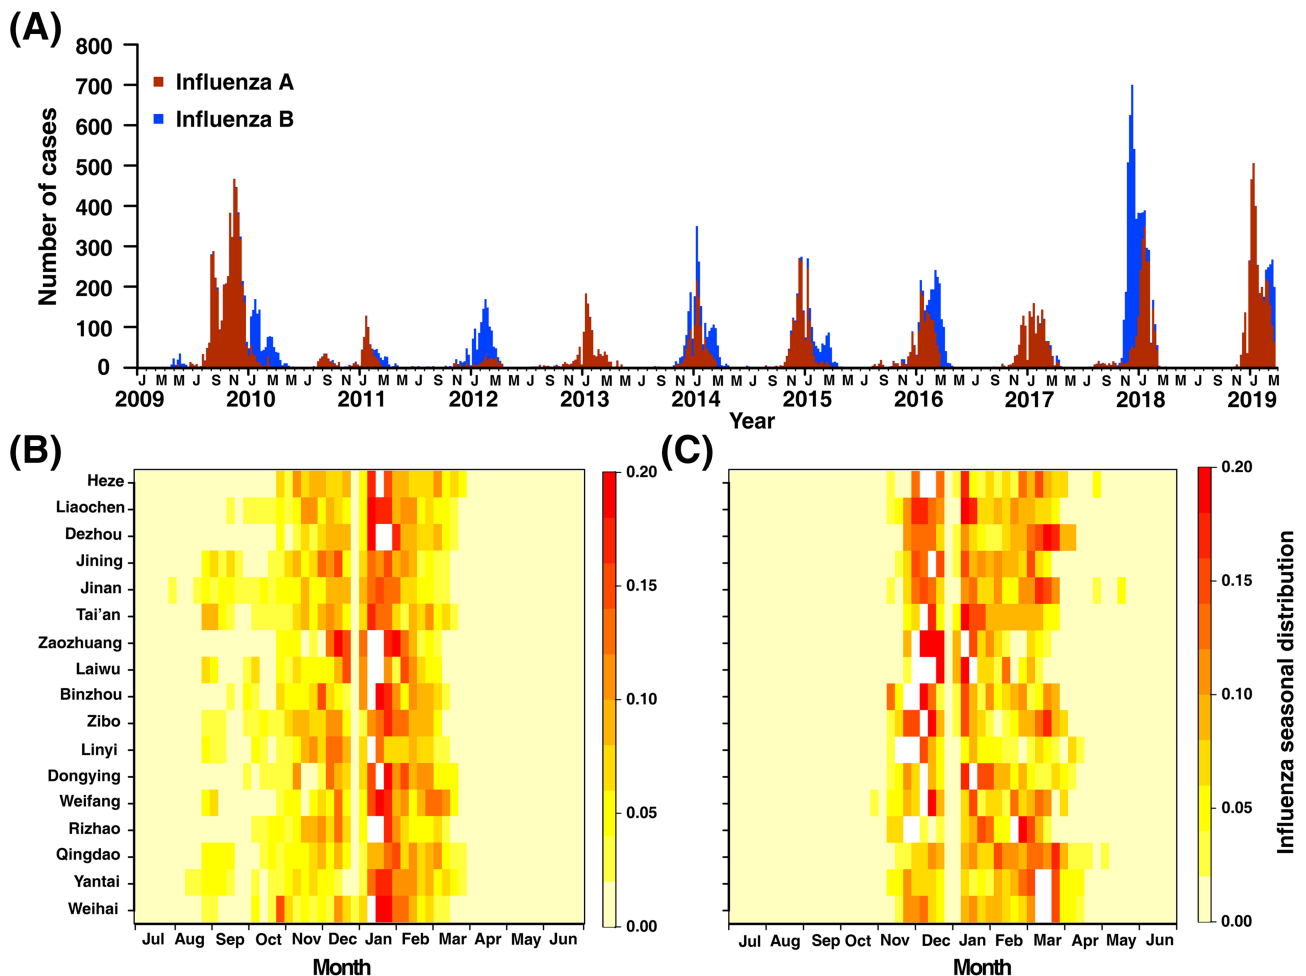 (A)
Number of cases
800
700
600
500
400
300
200
100
0
Influenza A
Influenza B
J M M J S N J M M J S N J M M J S N J M M J S N J M M J S N J M M J S N J M M J S N J M M J S N J M M J S N J M M J S N J M
2009 2010 2011 2012 2013 2014 2015 2016 2017 2018 2019
Year
(B)
Heze
Liaochen
Dezhou
Jining
Jinan
Tai'an
Zaozhuang
Laiwu
Binzhou
Zibo
Linyi
Dongying
Weifang
Rizhao
Qingdao
Yantai
Weihai
Jul Aug Sep Oct Nov Dec Jan Feb Mar Apr May Jun
Month
0.20
0.15
0.10
0.05
0.00
(C)
Jul Aug Sep Oct Nov Dec Jan Feb Mar Apr May Jun
Month
0.20
0.15
0.10
0.05
0.00
Influenza seasonal distribution